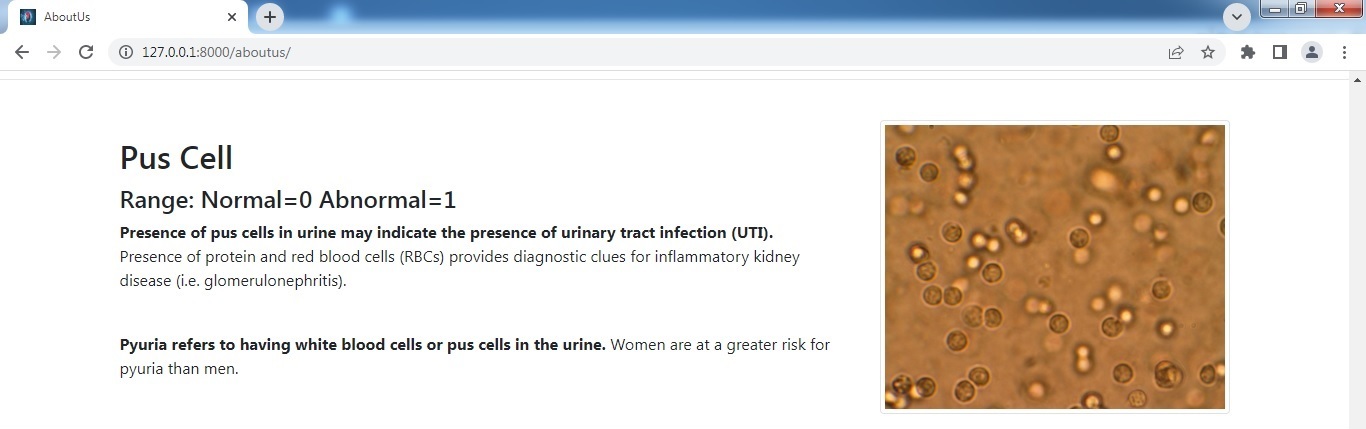 AboutUs
127.0.0.1:8000/aboutus/
Pus Cell
Range: Normal=0 Abnormal=1
Presence of pus cells in urine may indicate the presence of urinary tract infection (UTI).
Presence of protein and red blood cells (RBCs) provides diagnostic clues for inflammatory kidney
disease (i.e. glomerulonephritis).
Pyuria refers to having white blood cells or pus cells in the urine. Women are at a greater risk for
pyuria than men.